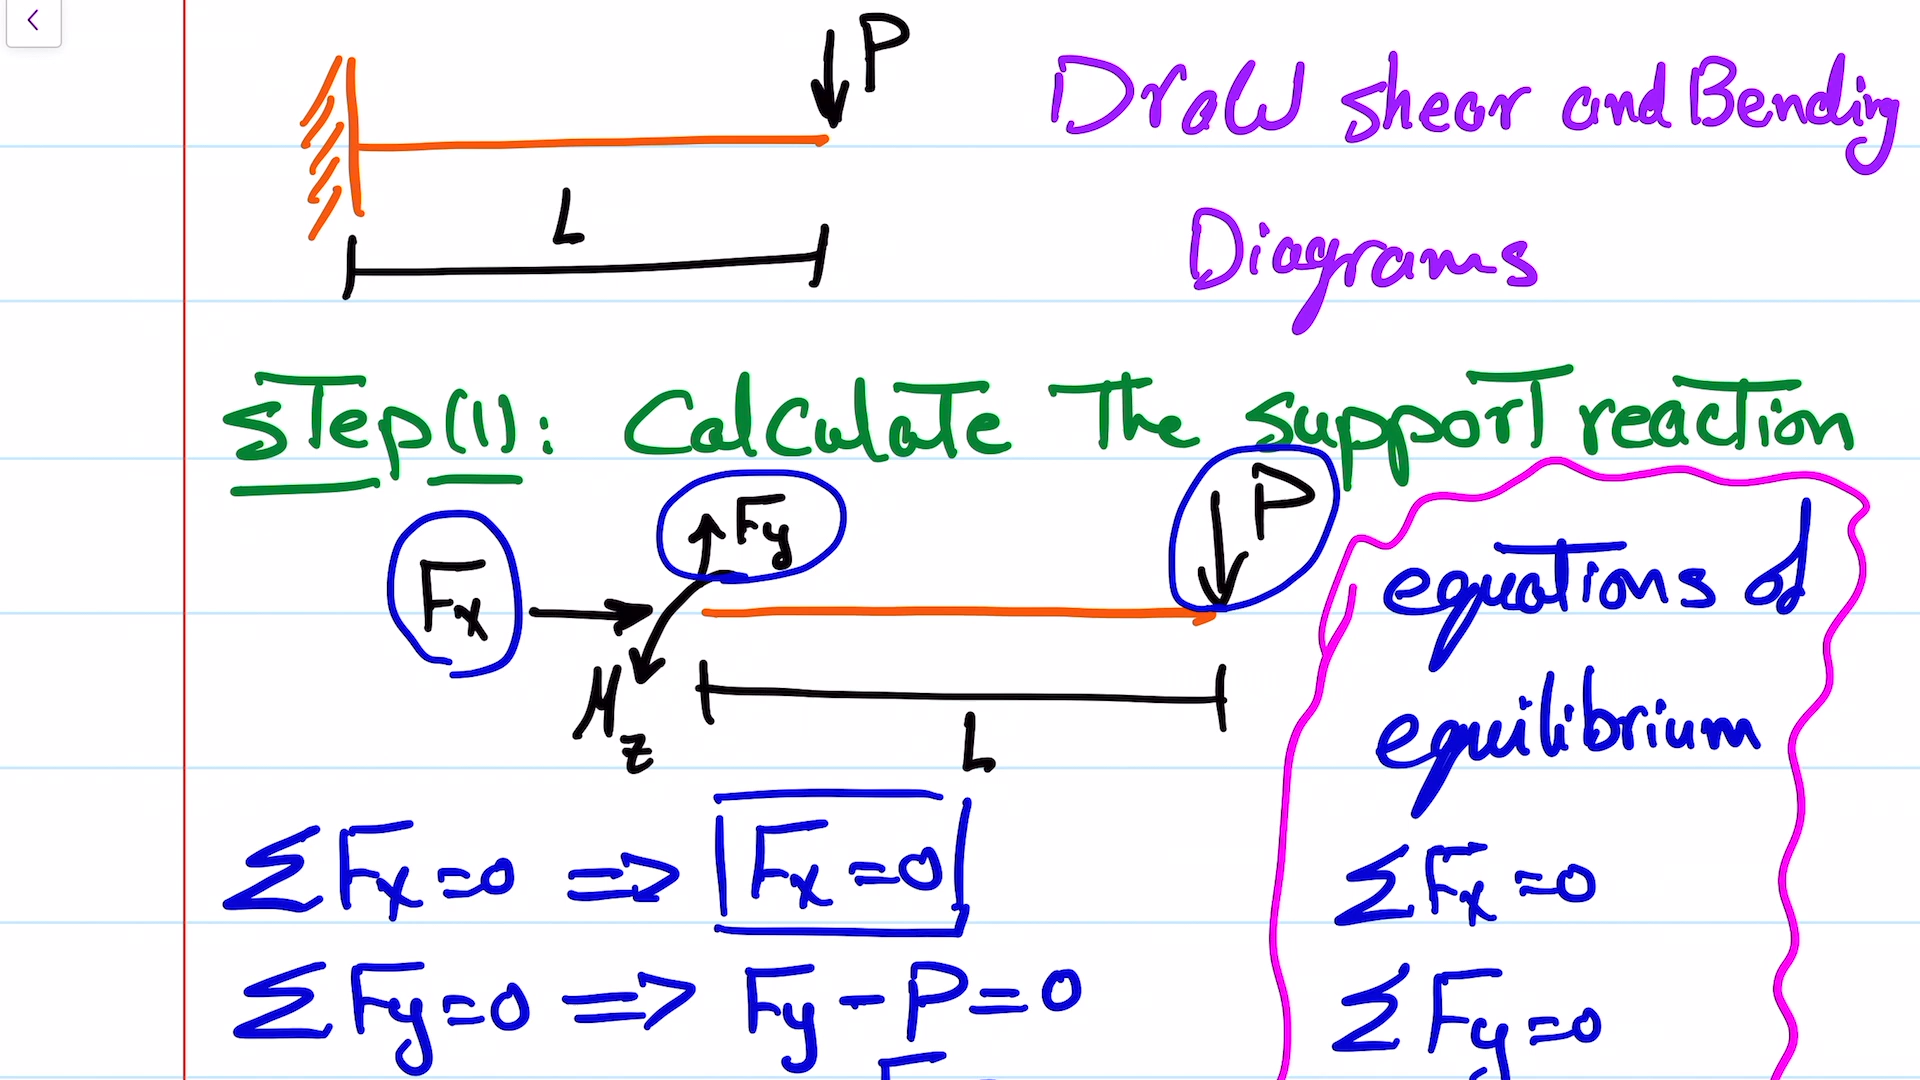 P
Draw shear and Bending
L
Diagrams
Step(1): Calculate The support reaction
Fy
P
Fx
equations of
Mz
L
equilibrium
ΣFx=0 ⇒ Fx=0
ΣFx=0
ΣFy=0 ⇒ Fy-P=0
ΣFy=0